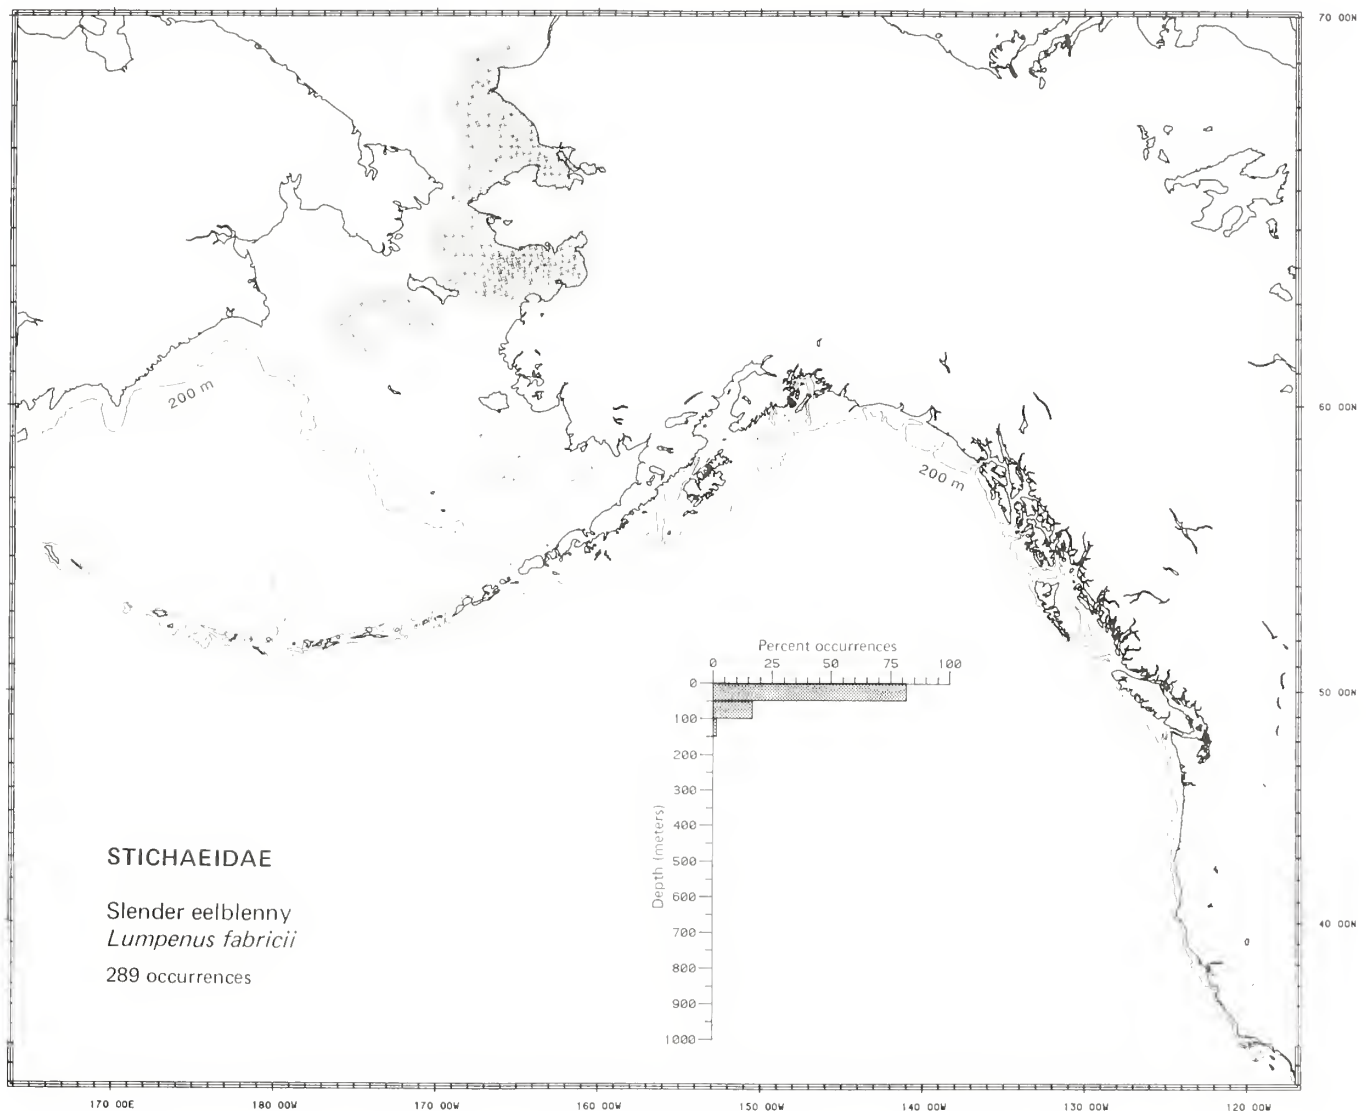 70 00N
200 m
60 00N
200 m
Percent occurrences
0 25 50 75 100
0
100
200
300
400
500
600
700
800
900
1000
Depth (meters)
50 00N
40 00N
STICHAEIDAE
Slender eelblenny
Lumpenus fabricii
289 occurrences
170 00E 180 00W 170 00W 160 00W 150 00W 140 00W 130 00W 120 00W